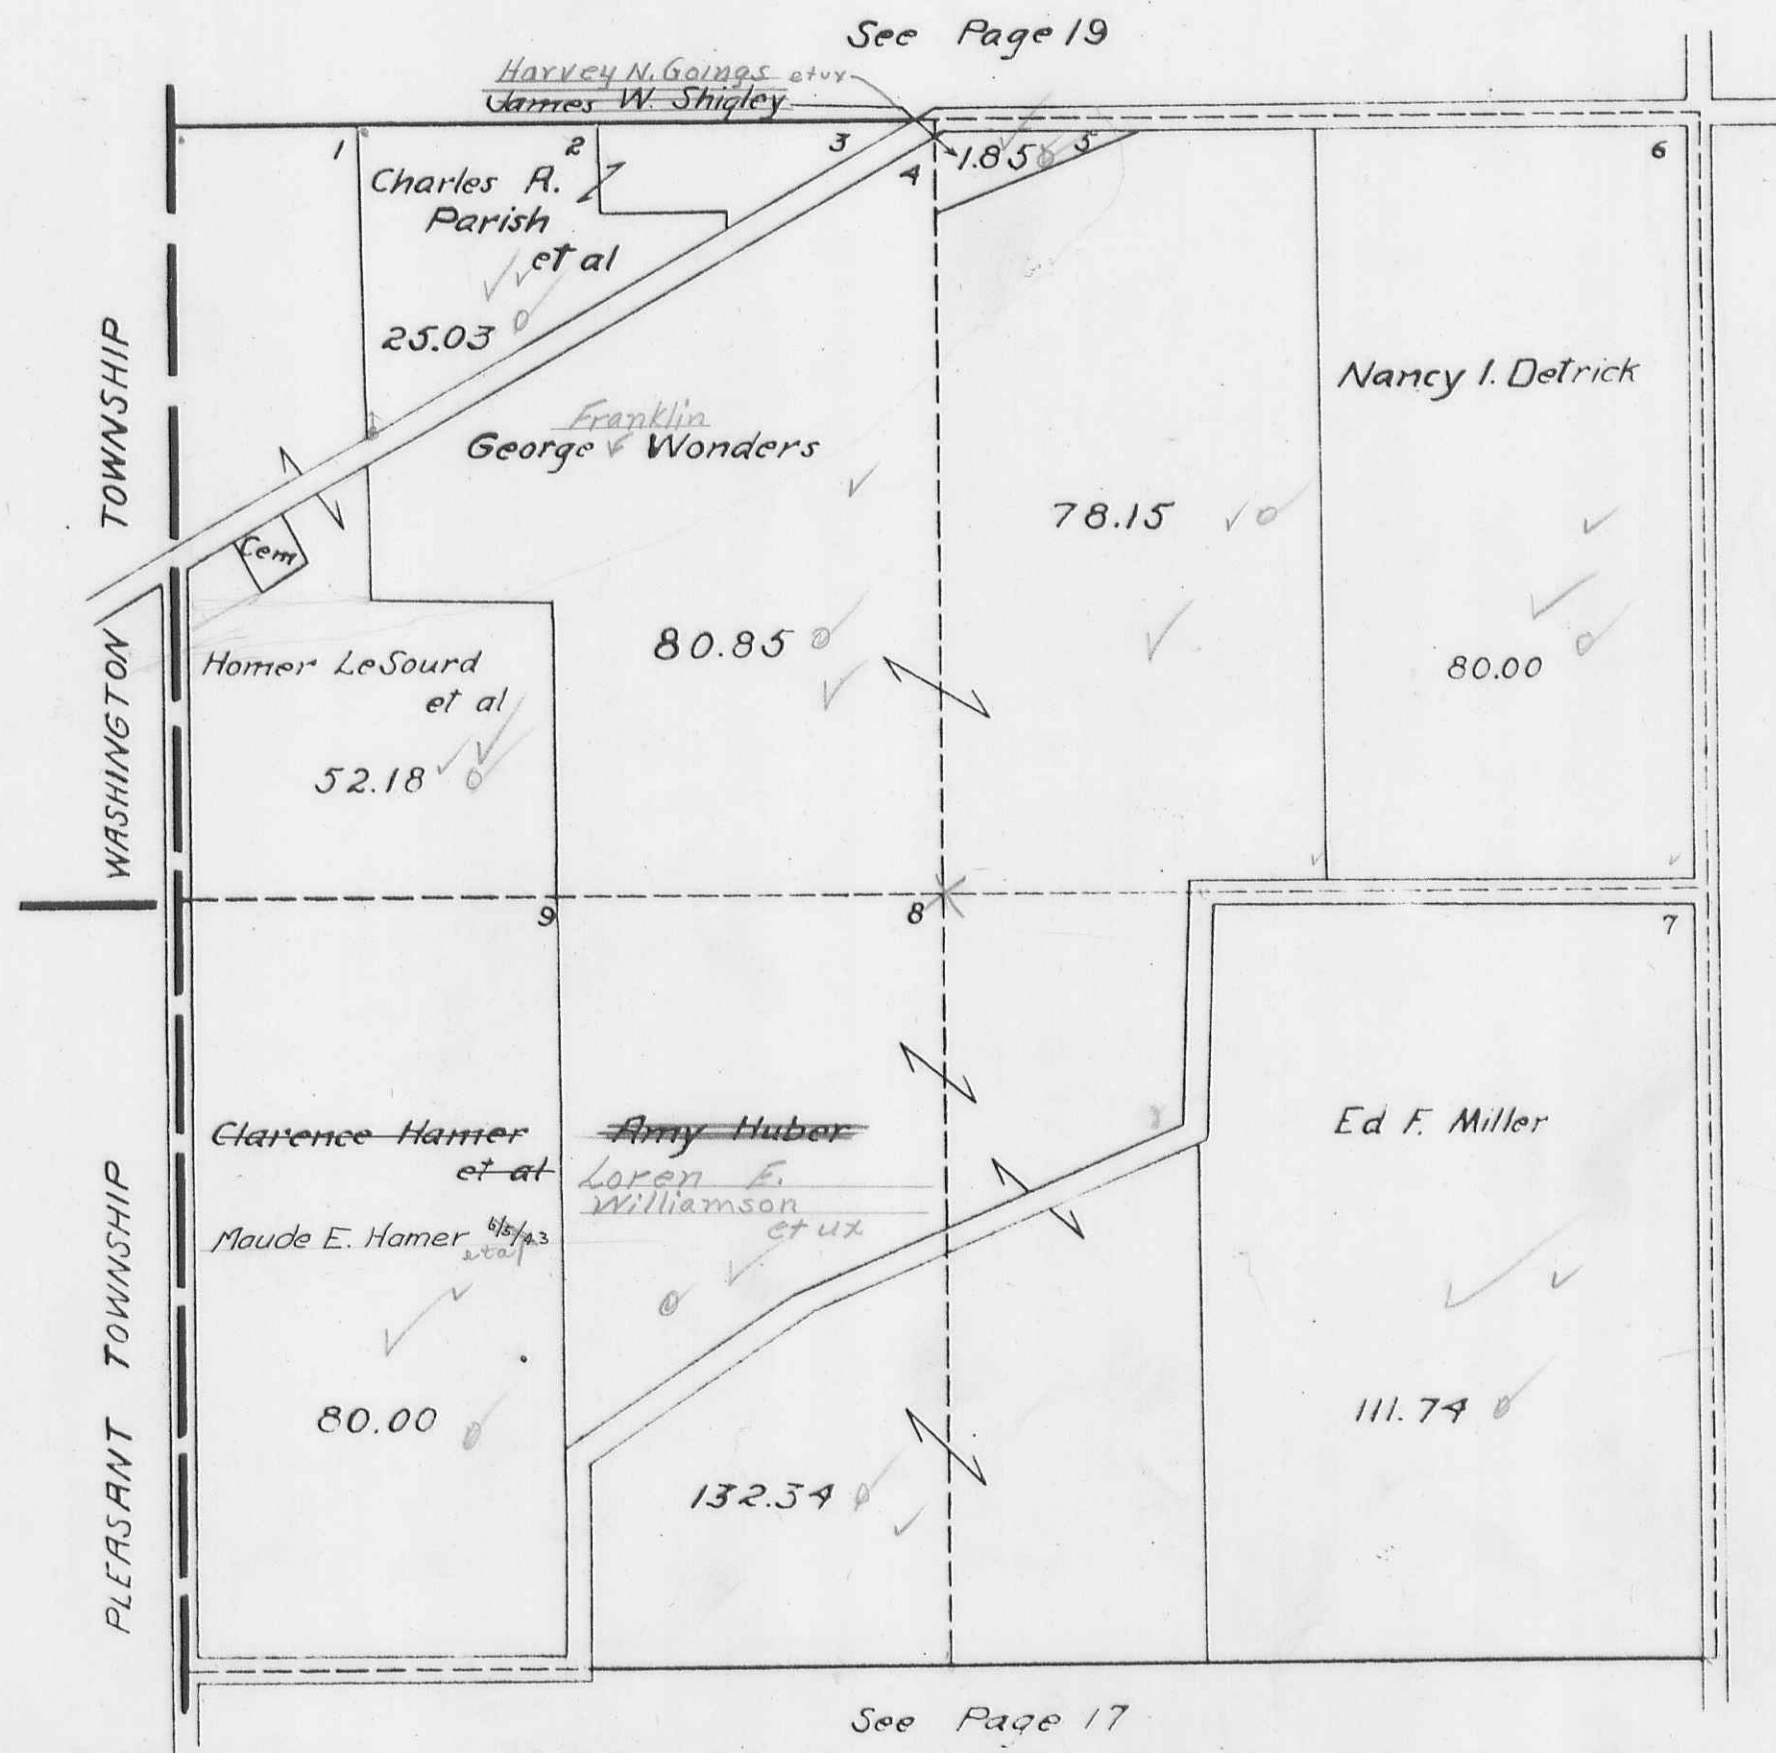 See Page 19
Harvey N. Goings et ux
James W. Shigley
1
2
3
4
5
6
1.85
Charles A.
Parish
et al
25.03
Nancy I. Detrick
80.00
Franklin
George F Wonders
80.85
78.15
Cem
Homer LeSourd
et al
52.18
WASHINGTON TOWNSHIP
9
8
7
Clarence Hamer
et al
Maude E. Hamer 6/5/43
et al
80.00
Amy Huber
Loren E.
Williamson
et ux
132.34
Ed F. Miller
111.74
PLEASANT TOWNSHIP
See Page 17